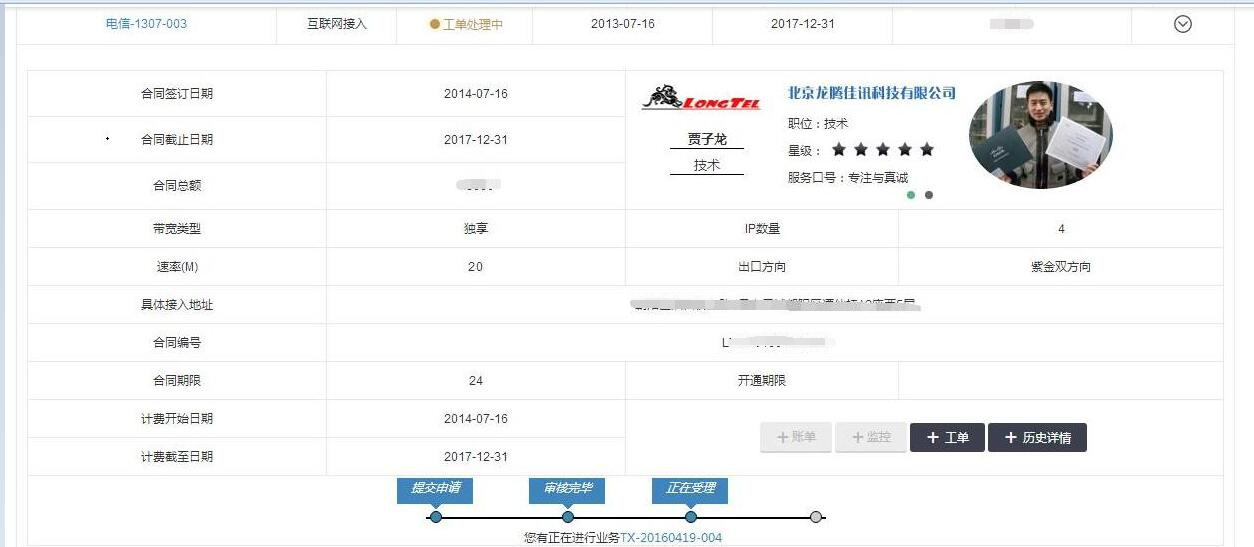 电信-1307-003 互联网接入 工单处理中 2013-07-16 2017-12-31
合同签订日期 2014-07-16
合同截止日期 2017-12-31
合同总额
LONGTEL
贾子龙
技术
北京龙腾佳讯科技有限公司
职位：技术
星级：
服务口号：专注与真诚
带宽类型 独享 IP数量 4
速率(M) 20 出口方向 紫金双方向
具体接入地址
合同编号
合同期限 24 开通期限
计费开始日期 2014-07-16
计费截至日期 2017-12-31
+账单 +监控 +工单 +历史详情
提交申请 审核完毕 正在受理
您有正在进行业务TX-20160419-004